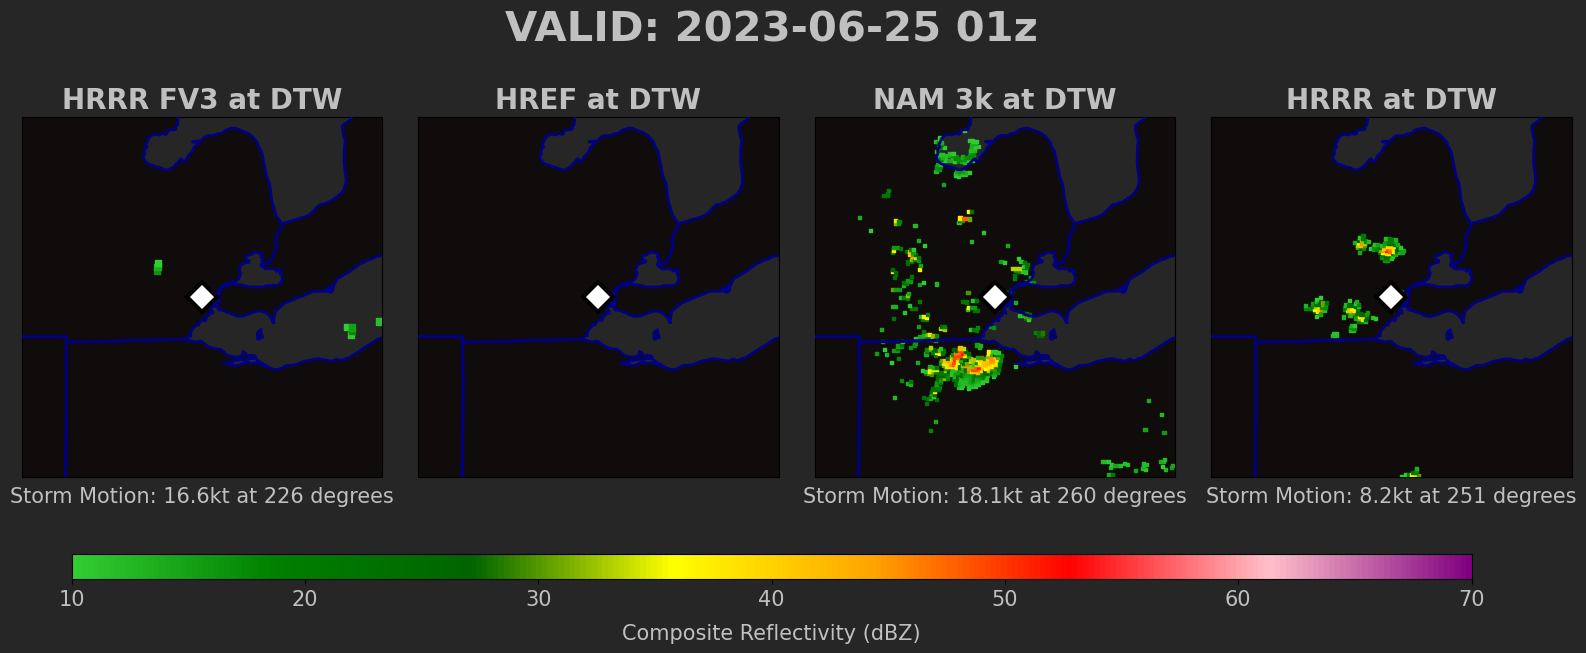 VALID: 2023-06-25 01z
HRRR FV3 at DTW
HREF at DTW
NAM 3k at DTW
HRRR at DTW
Storm Motion: 16.6kt at 226 degrees
Storm Motion: 18.1kt at 260 degrees
Storm Motion: 8.2kt at 251 degrees
10 20 30 40 50 60 70
Composite Reflectivity (dBZ)